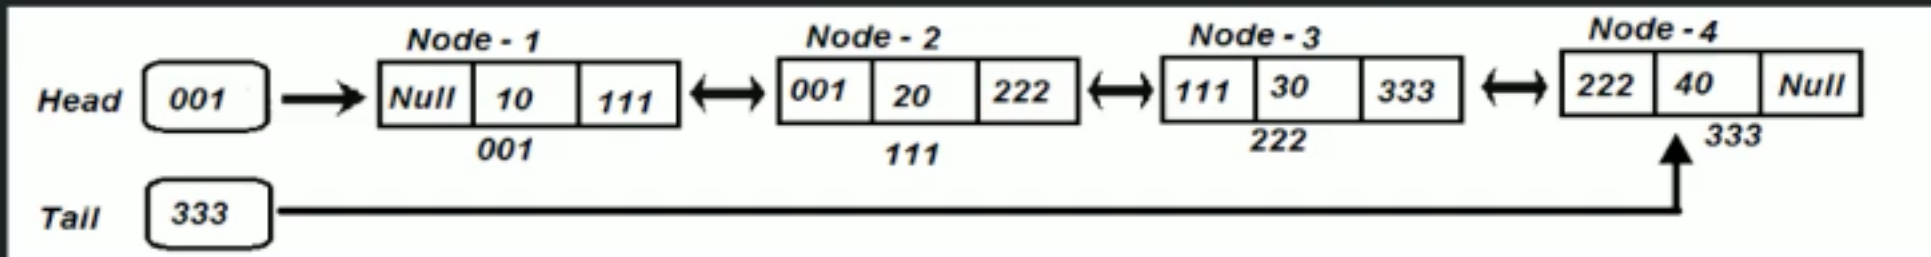 Node - 1 Node - 2 Node - 3 Node - 4
Head 001 Null 10 111 001 20 222 111 30 333 222 40 Null
001 111 222 333
Tail 333